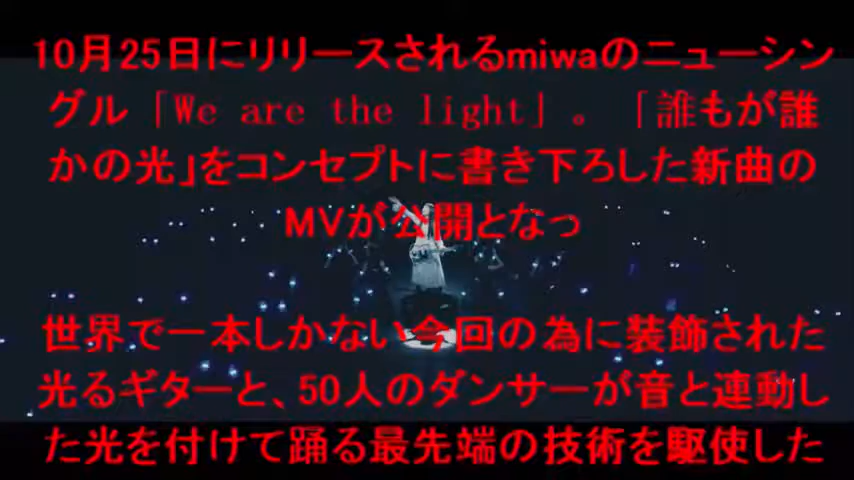 10月25日にリリースされるmiwaのニューシン
グル「We are the light」。「誰もが誰
かの光」をコンセプトに書き下ろした新曲の
MVが公開となっ
世界で一本しかない今回の為に装飾された
光るギターと、50人のダンサーが音と連動し
た光を付けて踊る最先端の技術を駆使した